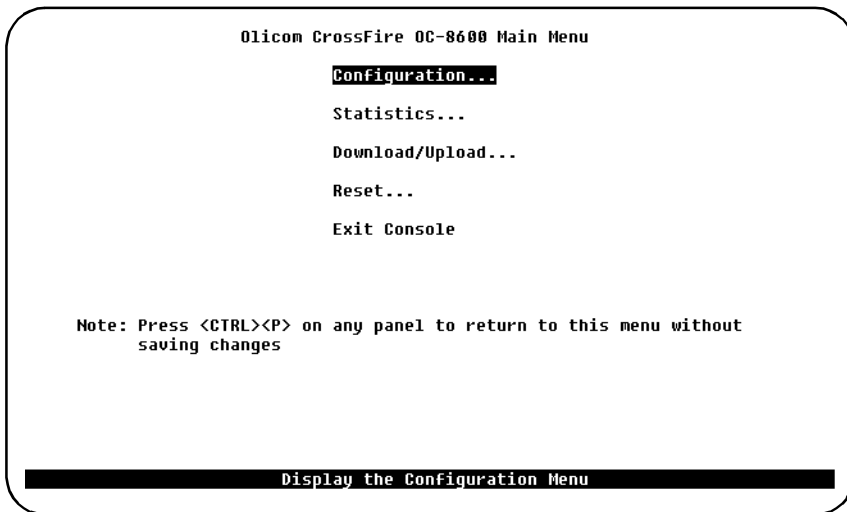 Olicom CrossFire OC-8600 Main Menu
Configuration...
Statistics...
Download/Upload...
Reset...
Exit Console
Note: Press <CTRL><P> on any panel to return to this menu without
saving changes
Display the Configuration Menu